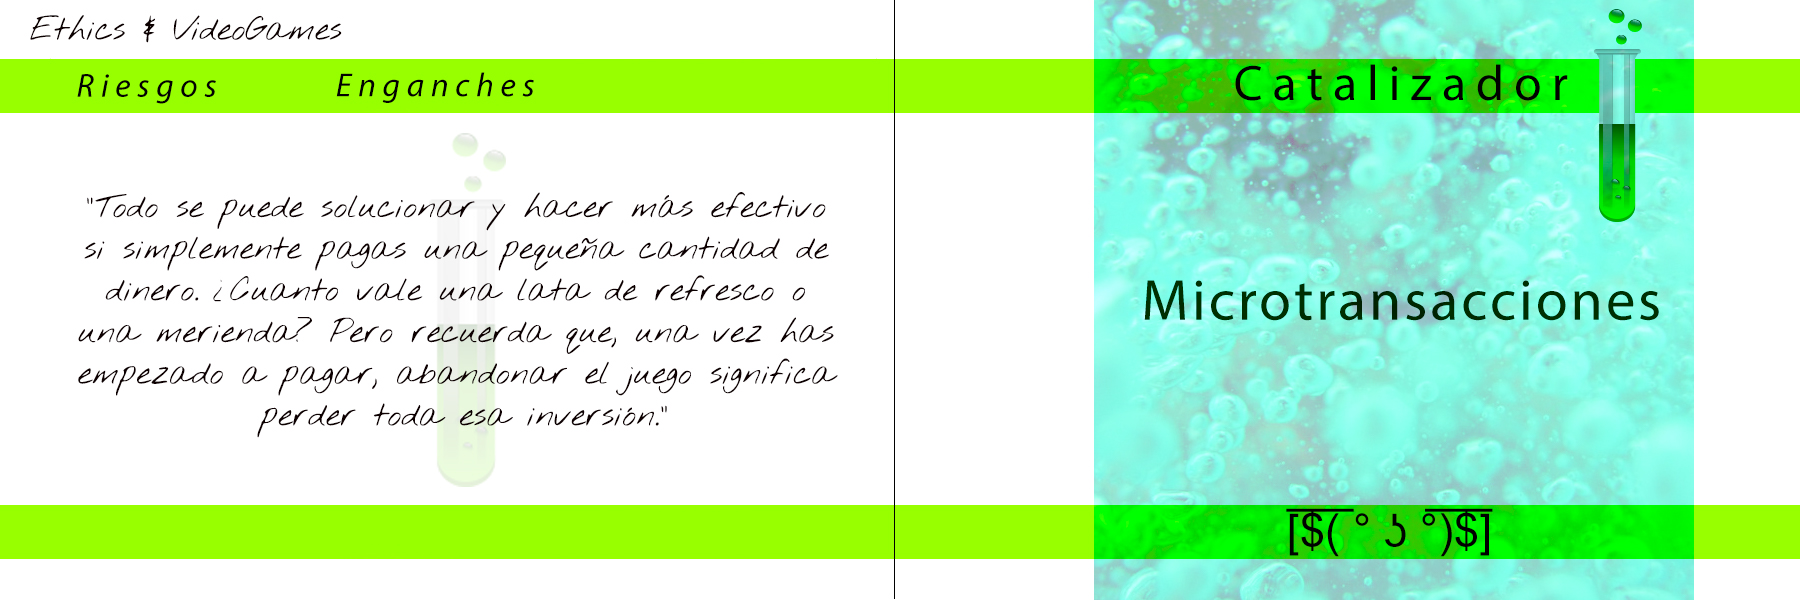 Ethics & VideoGames
Riesgos Enganches
"Todo se puede solucionar y hacer más efectivo
si simplemente pagas una pequeña cantidad de
dinero. ¿Cuanto vale una lata de refresco o
una merienda? Pero recuerda que, una vez has
empezado a pagar, abandonar el juego significa
perder toda esa inversión."
Catalizador
Microtransacciones
[̲̅$̲̅(̲̅ ͡° ͜ʖ ͡°̲̅)̲̅$̲̅]